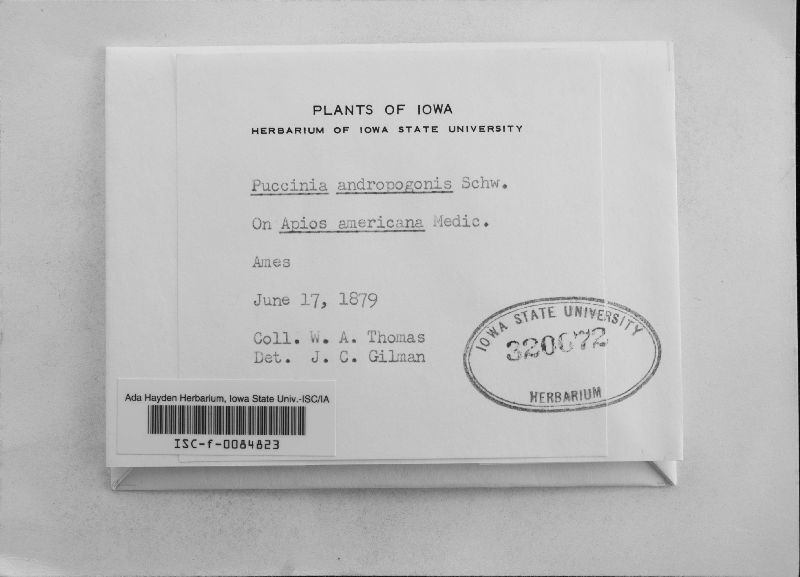 PLANTS OF IOWA
HERBARIUM OF IOWA STATE UNIVERSITY
Puccinia andropogonis Schw.
On Apios americana Medic.
Ames
June 17, 1879
Coll. W. A. Thomas
Det. J. C. Gilman
IOWA STATE UNIVERSITY
320672
HERBARIUM
Ada Hayden Herbarium, Iowa State Univ.-ISC/IA
ISC-f-0084823